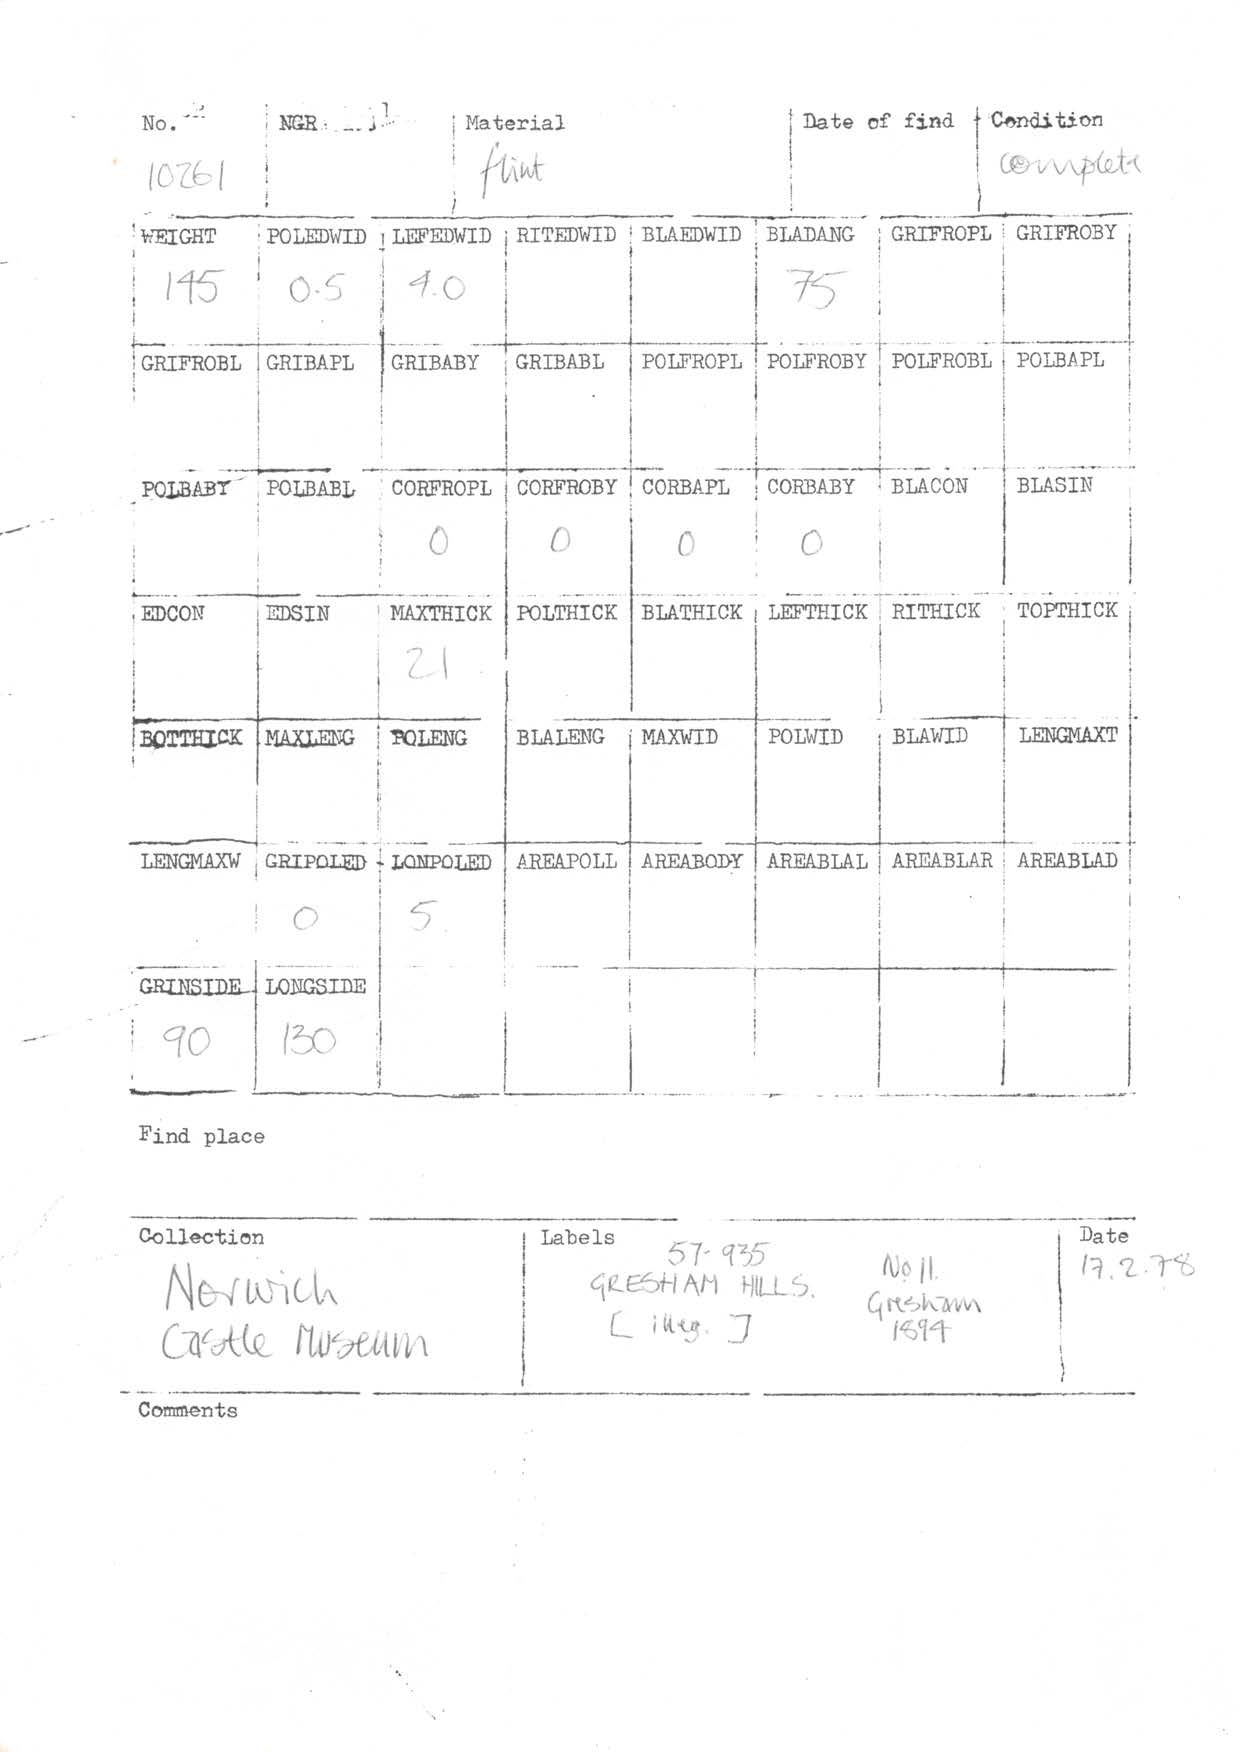 No. NGR Material Date of find Condition
10261 flint complete
WEIGHT POLEDWID LEFEDWID RITEDWID BLAEDWID BLADANG GRIFROPL GRIFROBY
145 0.5 4.0 75
GRIFROBL GRIBAPL GRIBABY GRIBABL POLFROPL POLFROBY POLFROBL POLBAPL
POLBABY POLBABL CORFROPL CORFROBY CORBAPL CORBABY BLACON BLASIN
0 0 0 0
EDCON EDSIN MAXTHICK POLTHICK BLATHICK LEFTHICK RITHICK TOPTHICK
21
BOTTHICK MAXLENG POLENG BLALENG MAXWID POLWID BLAWID LENGMAXT
LENGMAXW GRIPOLED LONPOLED AREAPOLL AREABODY AREABLAL AREABLAR AREABLAD
0 5
GRINSIDE LONGSIDE
90 130
Find place
Collection Labels Date
Norwich
Castle Museum
57-935
GRESHAM HILLS.
[illeg.]
No 11.
Gresham
1894
17.2.78
Comments